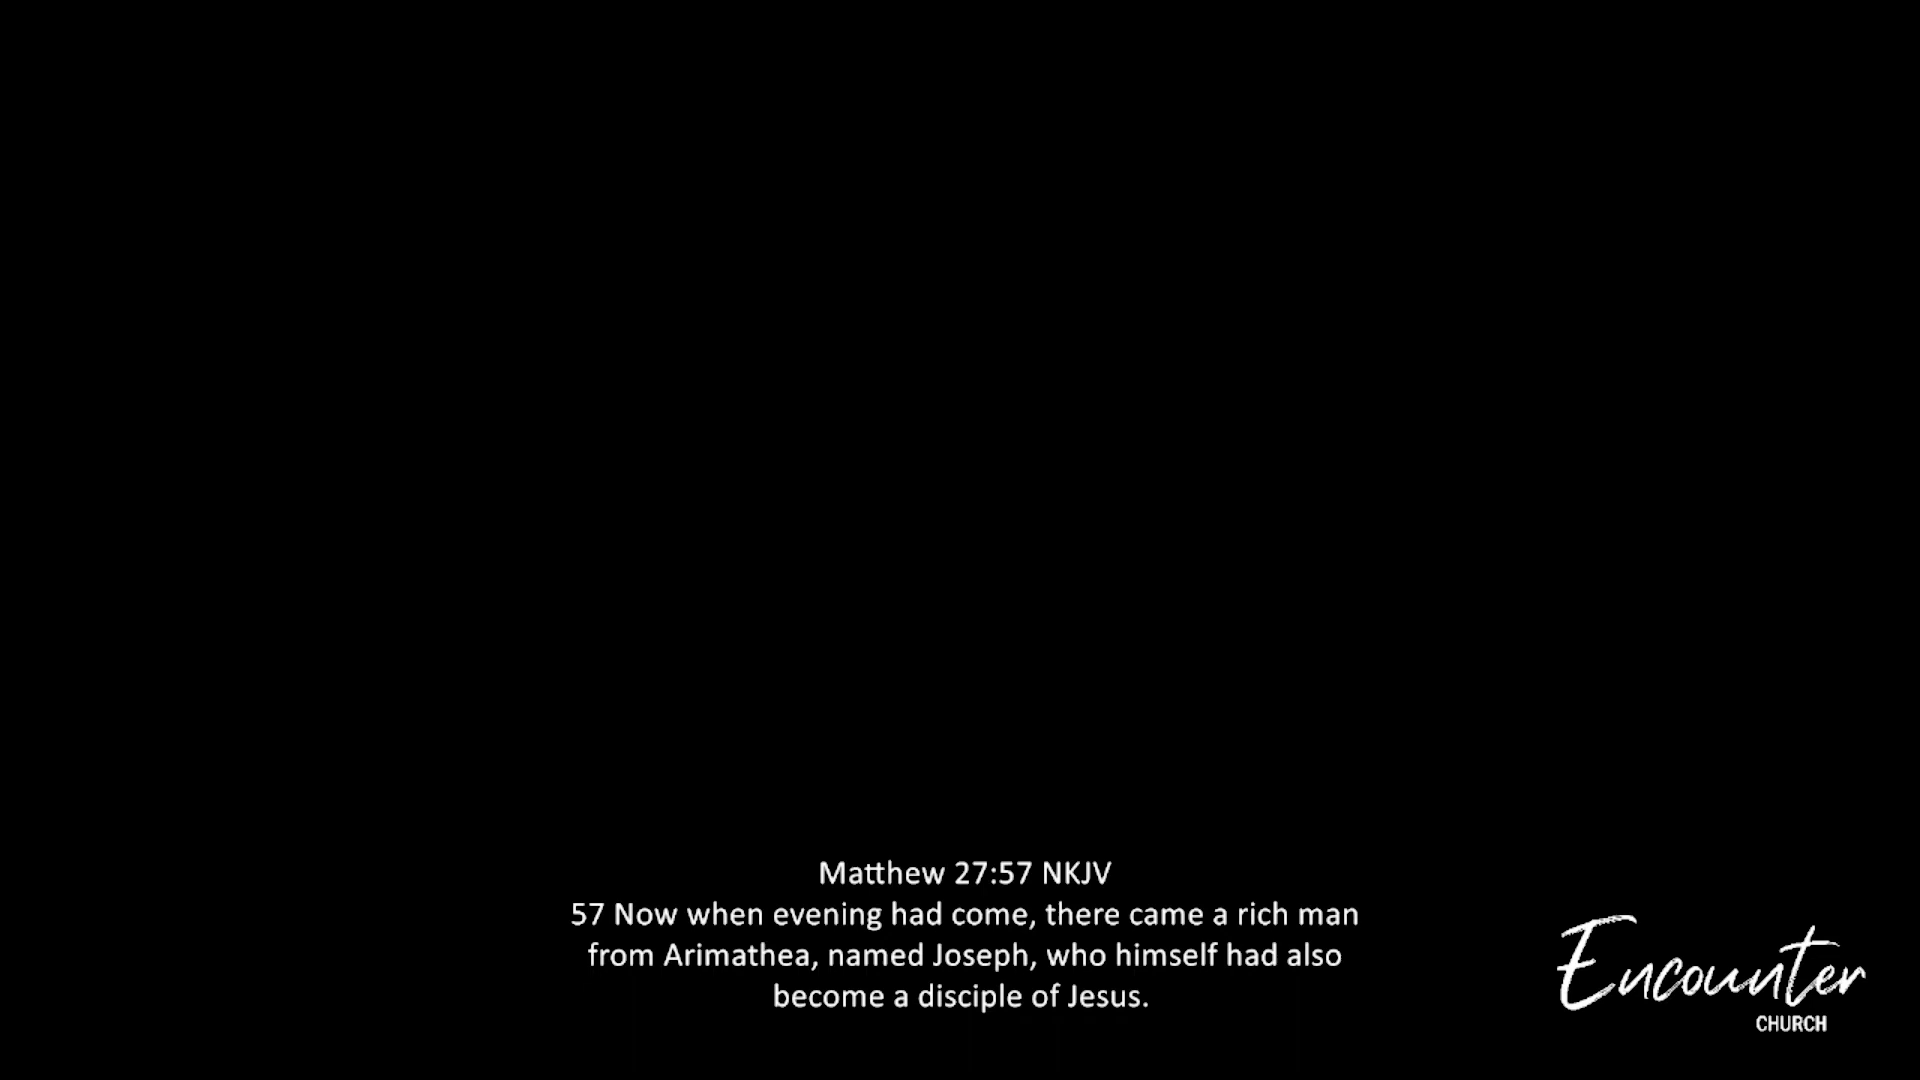 Matthew 27:57 NKJV
57 Now when evening had come, there came a rich man
from Arimathea, named Joseph, who himself had also
become a disciple of Jesus.
Encounter
CHURCH